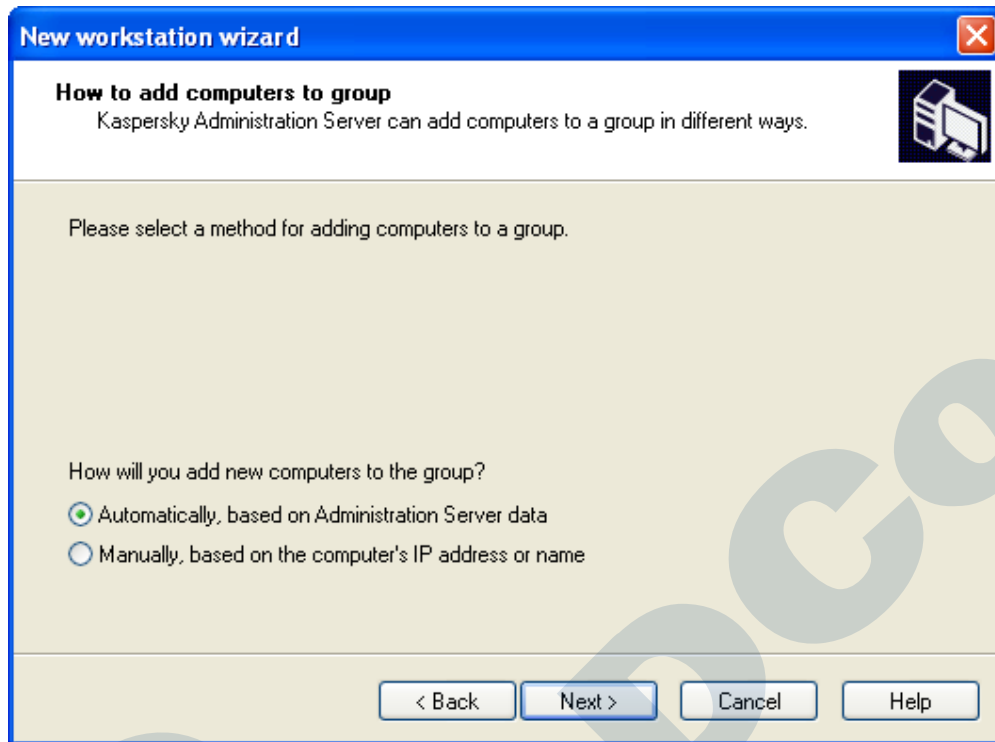 New workstation wizard
How to add computers to group
Kaspersky Administration Server can add computers to a group in different ways.
Please select a method for adding computers to a group.
How will you add new computers to the group?
Automatically, based on Administration Server data
Manually, based on the computer's IP address or name
< Back Next > Cancel Help